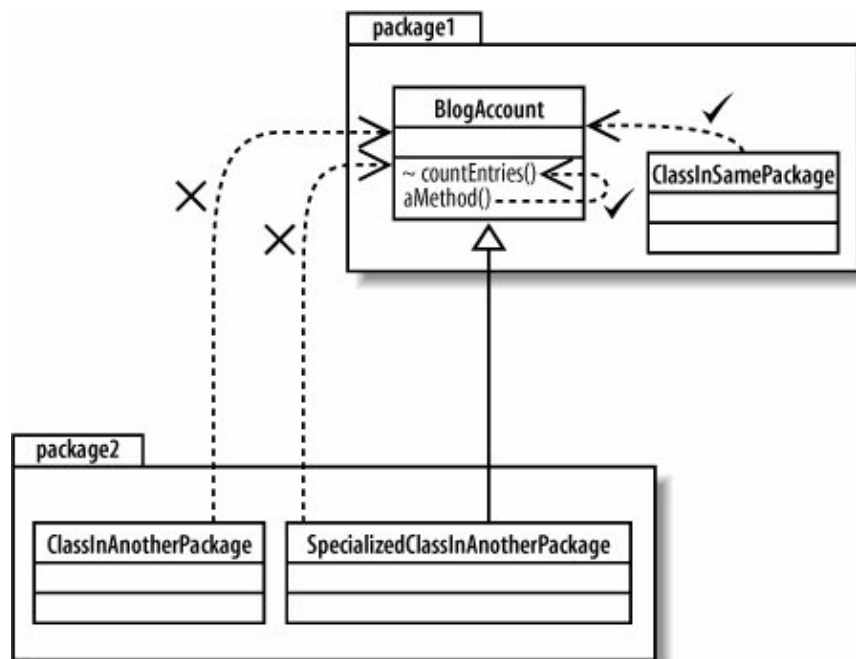 package1
BlogAccount
~ countEntries()
aMethod()
ClassInSamePackage
package2
ClassInAnotherPackage
SpecializedClassInAnotherPackage